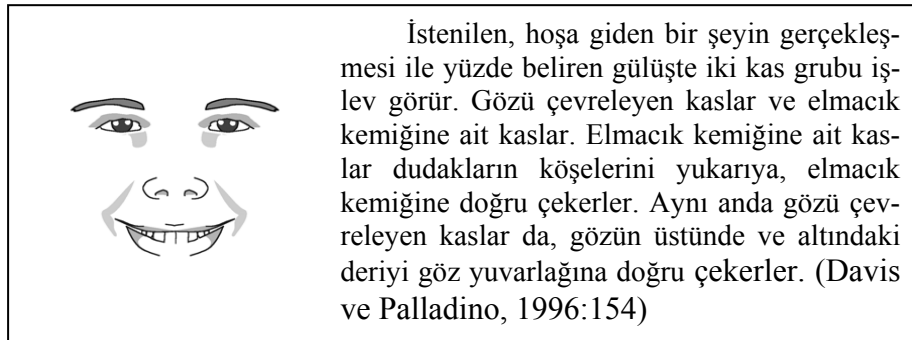 İstenilen, hoşa giden bir şeyin gerçekleş-
mesi ile yüzde beliren gülüşte iki kas grubu iş-
lev görür. Gözü çevreleyen kaslar ve elmacık
kemiğine ait kaslar. Elmacık kemiğine ait kas-
lar dudakların köşelerini yukarıya, elmacık
kemiğine doğru çekerler. Aynı anda gözü çev-
releyen kaslar da, gözün üstünde ve altındaki
deriyi göz yuvarlağına doğru çekerler. (Davis
ve Palladino, 1996:154)